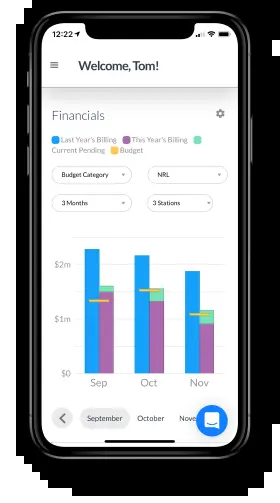 12:22
Welcome, Tom!
Financials
Last Year's Billing This Year's Billing
Current Pending Budget
Budget Category NRL
3 Months 3 Stations
$2m
$1m
$0
Sep Oct Nov
September October Nove